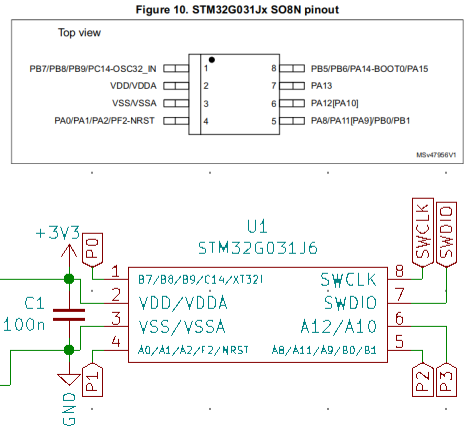 Figure 10. STM32G031Jx SO8N pinout
Top view
PB7/PB8/PB9/PC14-OSC32_IN 1 8 PB5/PB6/PA14-BOOT0/PA15
VDD/VDDA 2 7 PA13
VSS/VSSA 3 6 PA12[PA10]
PA0/PA1/PA2/PF2-NRST 4 5 PA8/PA11[PA9]/PB0/PB1
MSv47956V1
+3V3
P0
U1
STM32G031J6
SWCLK
SWDIO
1 B7/B8/B9/C14/XT32I SWCLK 8
2 VDD/VDDA SWDIO 7
3 VSS/VSSA A12/A10 6
4 A0/A1/A2/F2/NRST A8/A11/A9/B0/B1 5
C1
100n
GND
P1
P2
P3